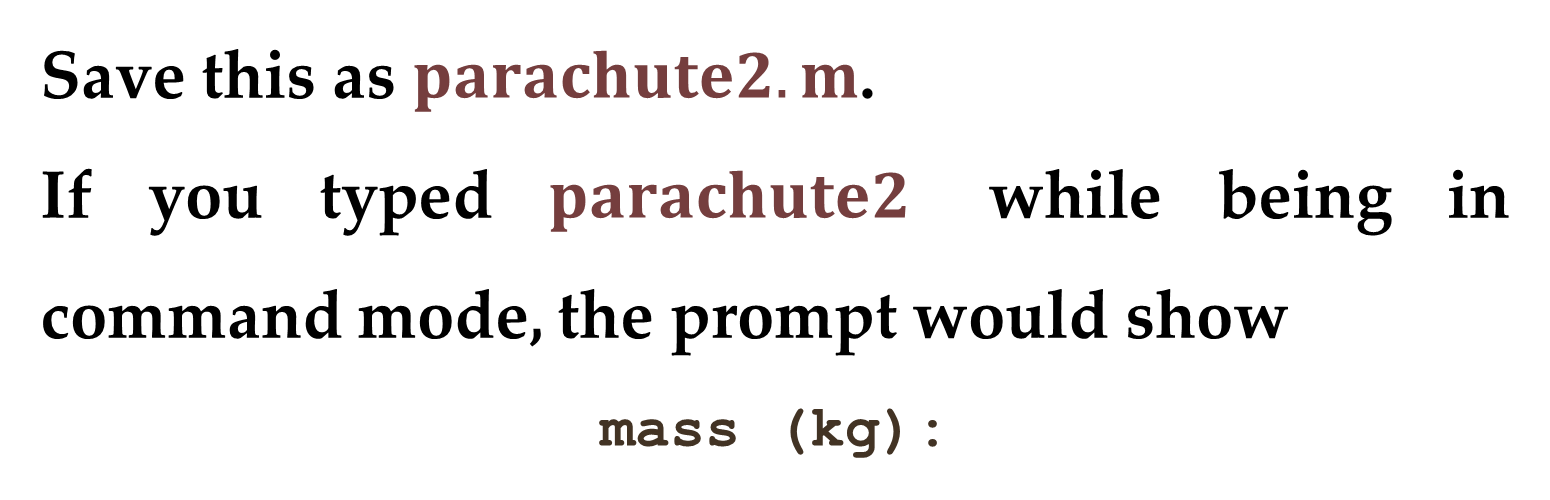 Save this as parachute2.m.
If you typed parachute2 while being in
command mode, the prompt would show
mass (kg):